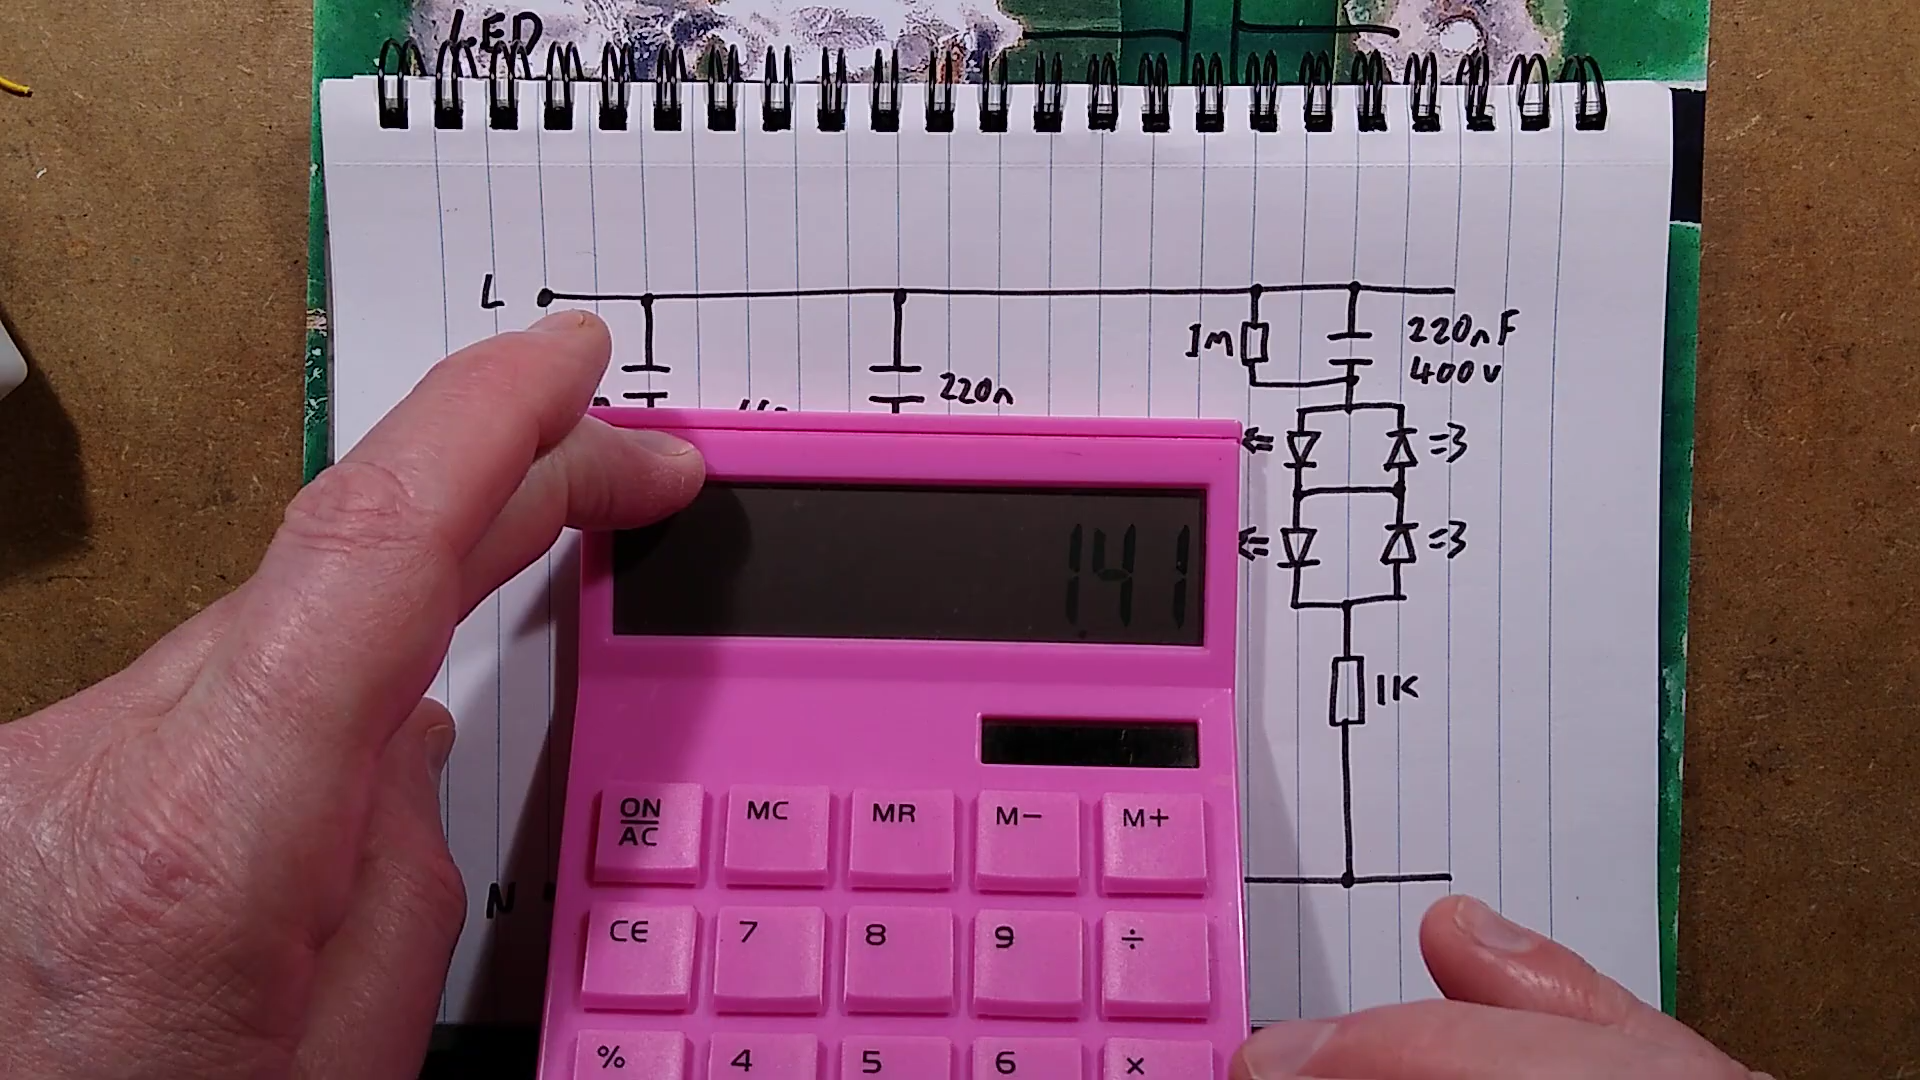 LED
L
1M
220nF
400V
220n
=3
=3
1.41
1K
ON
AC
MC
MR
M-
M+
N
CE
7
8
9
÷
%
4
5
6
×